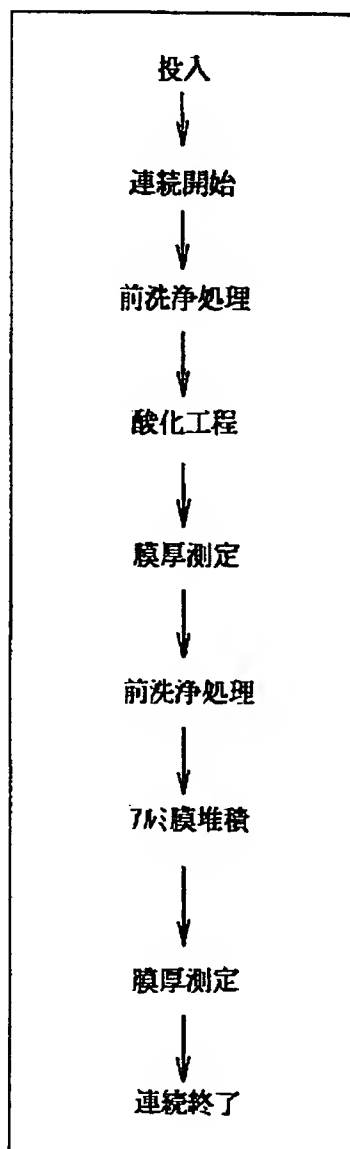 投入
連続開始
前洗浄処理
酸化工程
膜厚測定
前洗浄処理
ｱﾙﾐ膜堆積
膜厚測定
連続終了